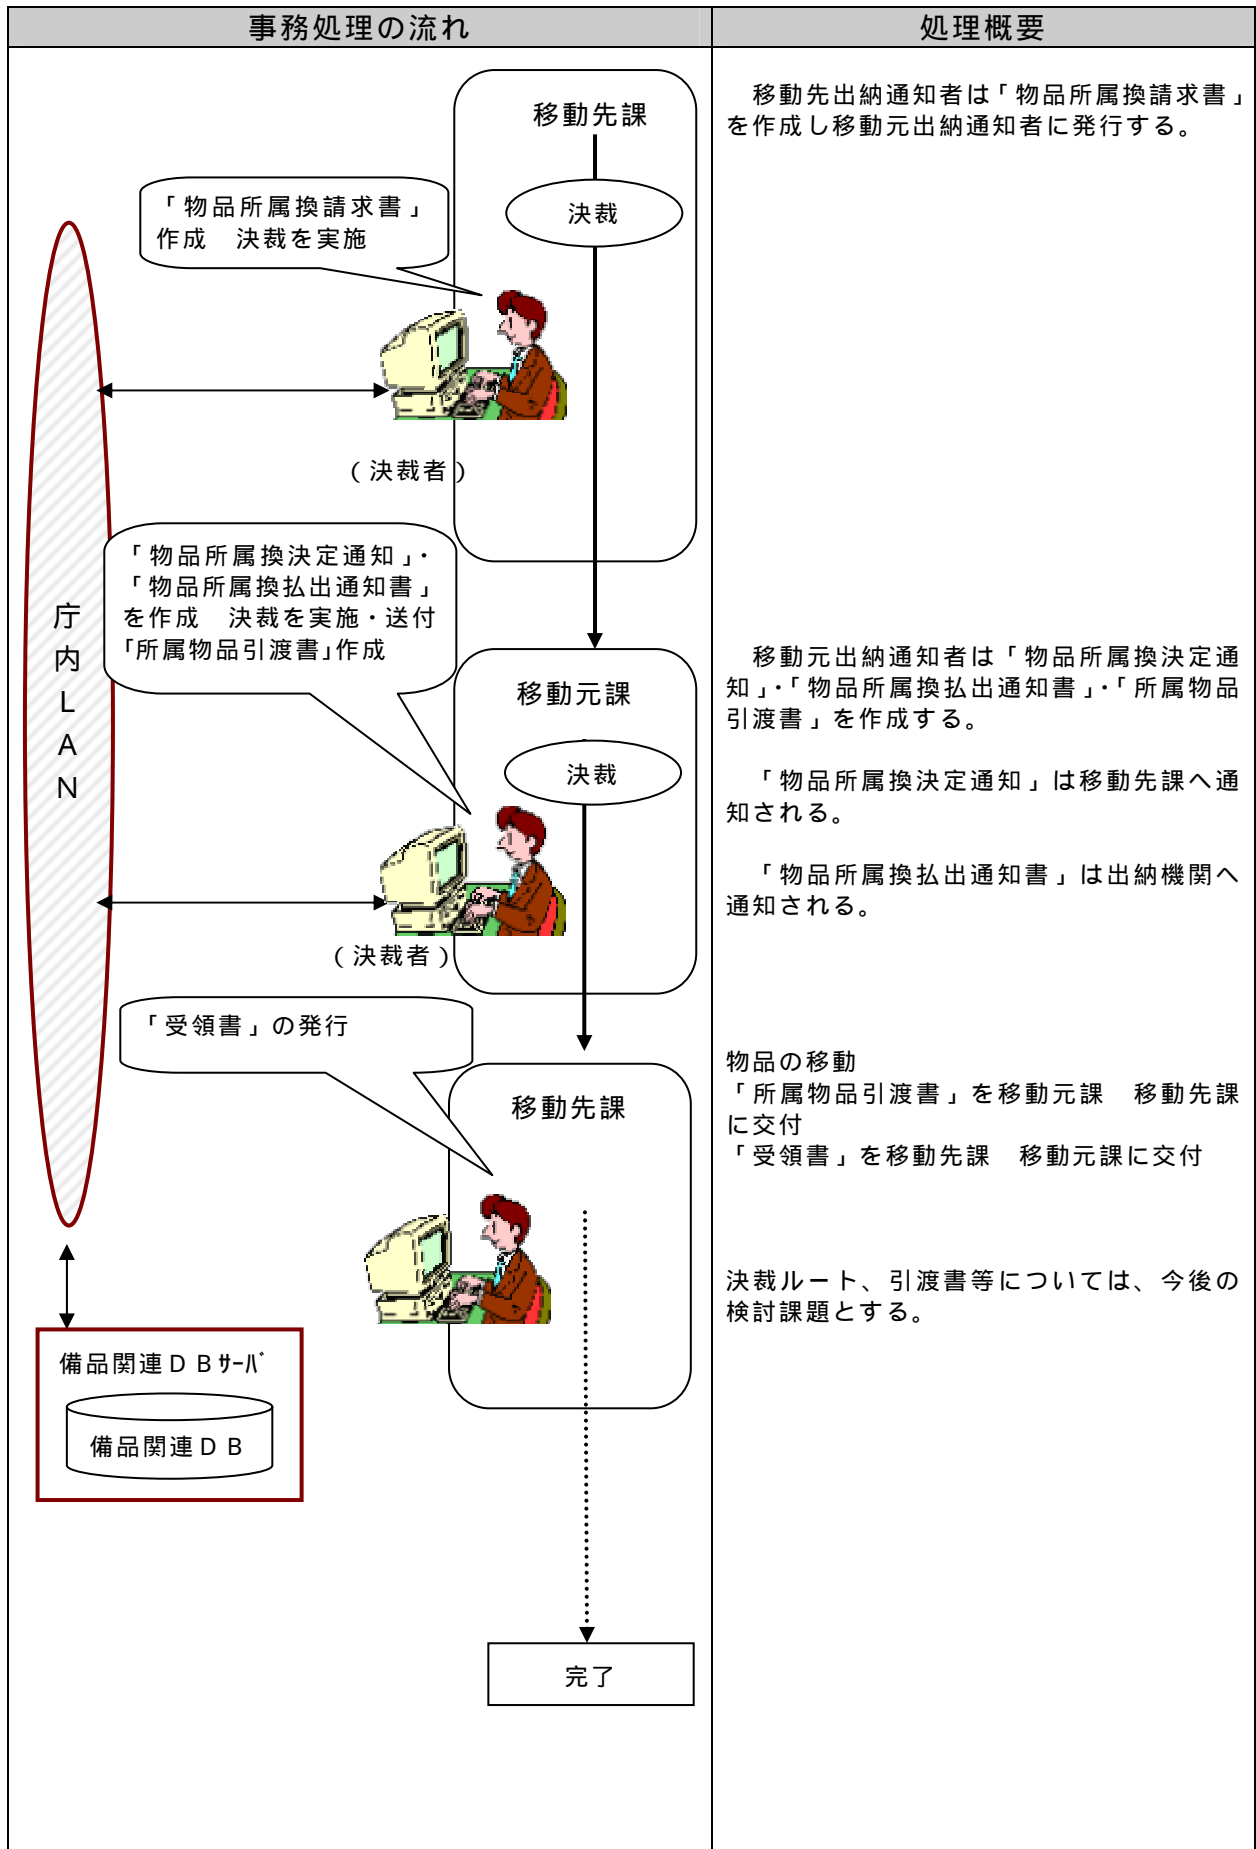 事務処理の流れ
処理概要
移動先課
決裁
「物品所属換請求書」
作成　決裁を実施
(決裁者)
移動先出納通知者は「物品所属換請求書」
を作成し移動元出納通知者に発行する。
「物品所属換決定通知」・
「物品所属換払出通知書」
を作成　決裁を実施・送付
「所属物品引渡書」作成
庁
内
L
A
N
移動元課
決裁
(決裁者)
移動元出納通知者は「物品所属換決定通
知」・「物品所属換払出通知書」・「所属物品
引渡書」を作成する。
「物品所属換決定通知」は移動先課へ通
知される。
「物品所属換払出通知書」は出納機関へ
通知される。
「受領書」の発行
移動先課
物品の移動
「所属物品引渡書」を移動元課　移動先課
に交付
「受領書」を移動先課　移動元課に交付
決裁ルート、引渡書等については、今後の
検討課題とする。
備品関連ＤＢｻｰﾊﾞ
備品関連ＤＢ
完了